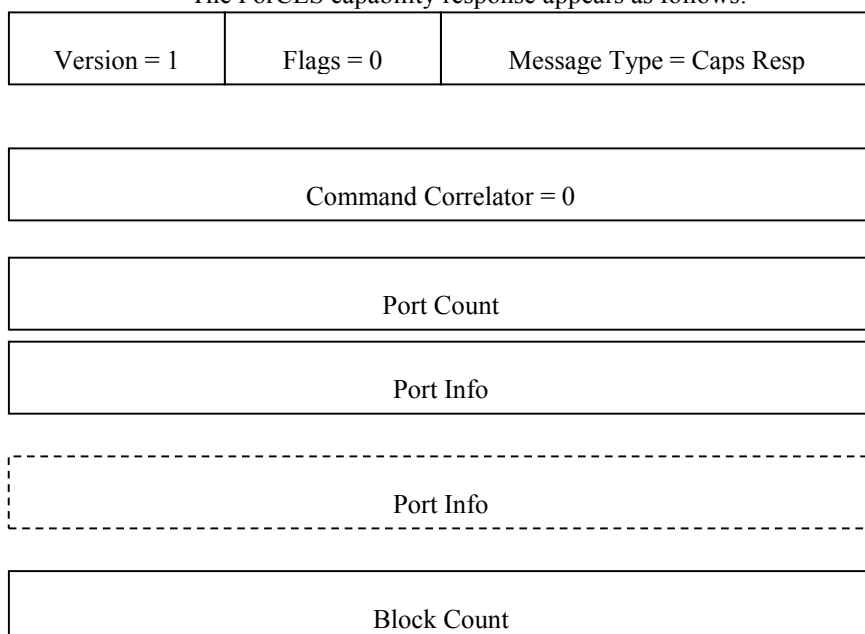 The ForCES capability response appears as follows:
Version = 1 Flags = 0 Message Type = Caps Resp
Command Correlator = 0
Port Count
Port Info
Port Info
Block Count